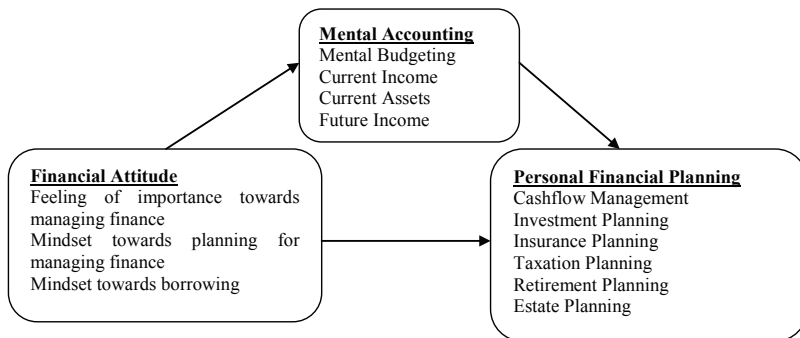 Mental Accounting
Mental Budgeting
Current Income
Current Assets
Future Income
Financial Attitude
Feeling of importance towards
managing finance
Mindset towards planning for
managing finance
Mindset towards borrowing
Personal Financial Planning
Cashflow Management
Investment Planning
Insurance Planning
Taxation Planning
Retirement Planning
Estate Planning